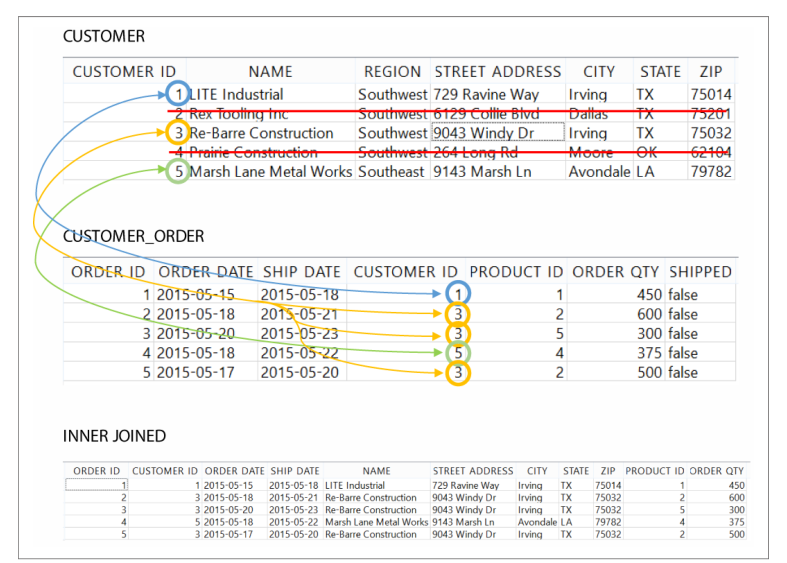 CUSTOMER
CUSTOMER ID NAME REGION STREET ADDRESS CITY STATE ZIP
1 LITE Industrial Southwest 729 Ravine Way Irving TX 75014
2 Rex Tooling Inc Southwest 6129 Collie Blvd Dallas TX 75201
3 Re-Barre Construction Southwest 9043 Windy Dr Irving TX 75032
4 Prairie Construction Southwest 264 Long Rd Moore OK 62104
5 Marsh Lane Metal Works Southeast 9143 Marsh Ln Avondale LA 79782
CUSTOMER_ORDER
ORDER ID ORDER DATE SHIP DATE CUSTOMER ID PRODUCT ID ORDER QTY SHIPPED
1 2015-05-15 2015-05-18 1 1 450 false
2 2015-05-18 2015-05-21 3 2 600 false
3 2015-05-20 2015-05-23 3 5 300 false
4 2015-05-18 2015-05-22 5 4 375 false
5 2015-05-17 2015-05-20 3 2 500 false
INNER JOINED
ORDER ID CUSTOMER ID ORDER DATE SHIP DATE NAME STREET ADDRESS CITY STATE ZIP PRODUCT ID ORDER QTY
1 1 2015-05-15 2015-05-18 LITE Industrial 729 Ravine Way Irving TX 75014 1 450
2 3 2015-05-18 2015-05-21 Re-Barre Construction 9043 Windy Dr Irving TX 75032 2 600
3 3 2015-05-20 2015-05-23 Re-Barre Construction 9043 Windy Dr Irving TX 75032 5 300
4 5 2015-05-18 2015-05-22 Marsh Lane Metal Works 9143 Marsh Ln Avondale LA 79782 4 375
5 3 2015-05-17 2015-05-20 Re-Barre Construction 9043 Windy Dr Irving TX 75032 2 500